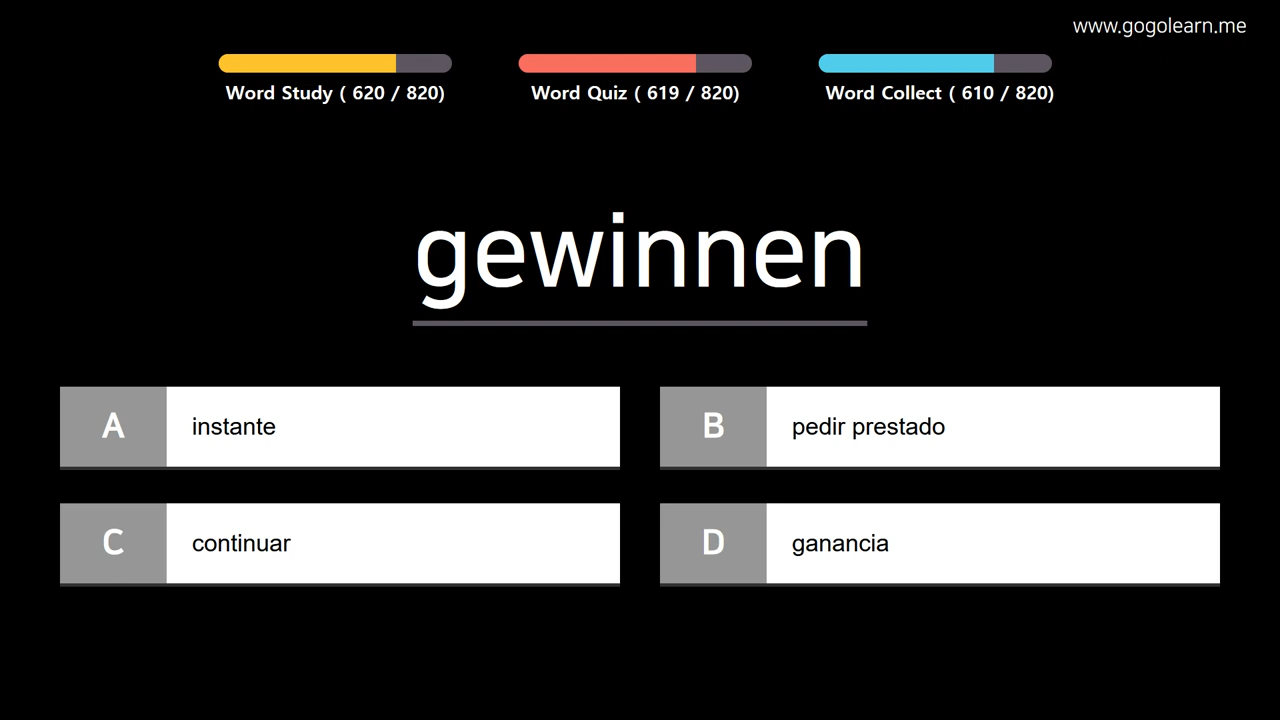 www.gogolearn.me
Word Study ( 620 / 820)
Word Quiz ( 619 / 820)
Word Collect ( 610 / 820)
gewinnen
A instante
B pedir prestado
C continuar
D ganancia